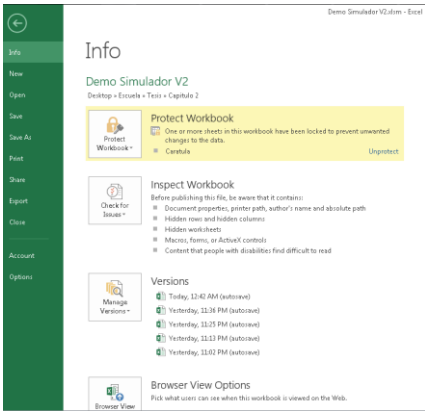 Demo Simulador V2.xlsm - Excel
Info
New
Open
Save
Save As
Print
Share
Export
Close
Account
Options
Info
Demo Simulador V2
Desktop » Escuela » Tesis » Capitulo 2
Protect
Workbook
Protect Workbook
One or more sheets in this workbook have been locked to prevent unwanted
changes to the data.
Caratula Unprotect
Check for
Issues
Inspect Workbook
Before publishing this file, be aware that it contains:
Document properties, printer path, author's name and absolute path
Hidden rows and hidden columns
Hidden worksheets
Macros, forms, or ActiveX controls
Content that people with disabilities find difficult to read
Manage
Versions
Versions
Today, 12:42 AM (autosave)
Yesterday, 11:36 PM (autosave)
Yesterday, 11:25 PM (autosave)
Yesterday, 11:13 PM (autosave)
Yesterday, 11:02 PM (autosave)
Browser View
Browser View Options
Pick what users can see when this workbook is viewed on the Web.